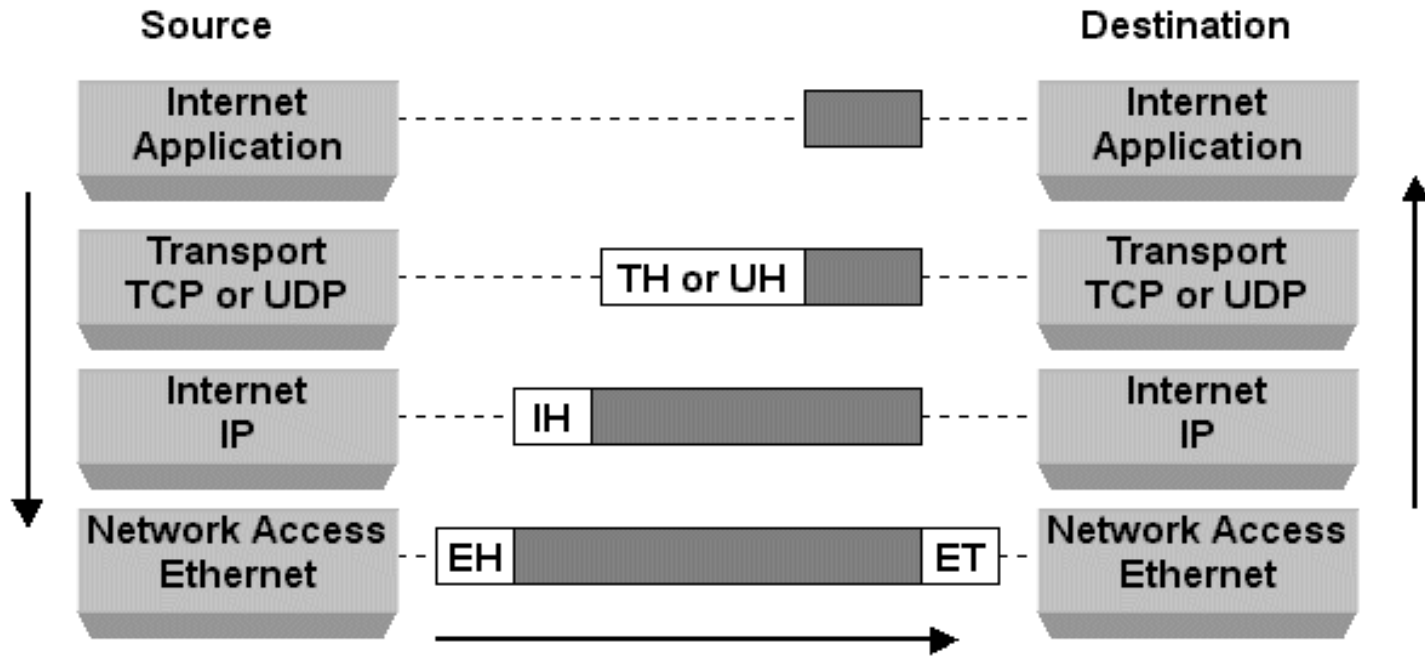 Source
Destination
Internet
Application
Internet
Application
Transport
TCP or UDP
TH or UH
Transport
TCP or UDP
Internet
IP
IH
Internet
IP
Network Access
Ethernet
EH
ET
Network Access
Ethernet